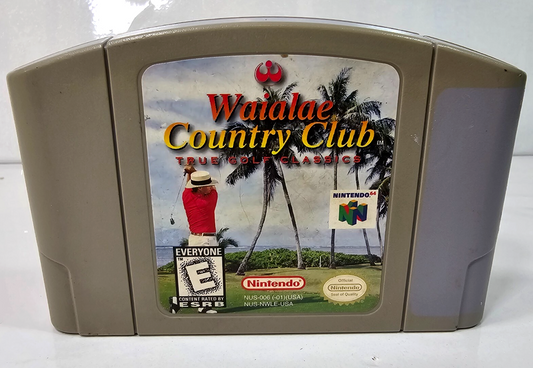 Waialae
Country Club
TM
TRUE GOLF CLASSICS
NINTENDO 64
N
EVERYONE
E
CONTENT RATED BY
ESRB
Nintendo
NUS-006 (-01)(USA)
NUS-NWLE-USA
Official
Nintendo
Seal of Quality